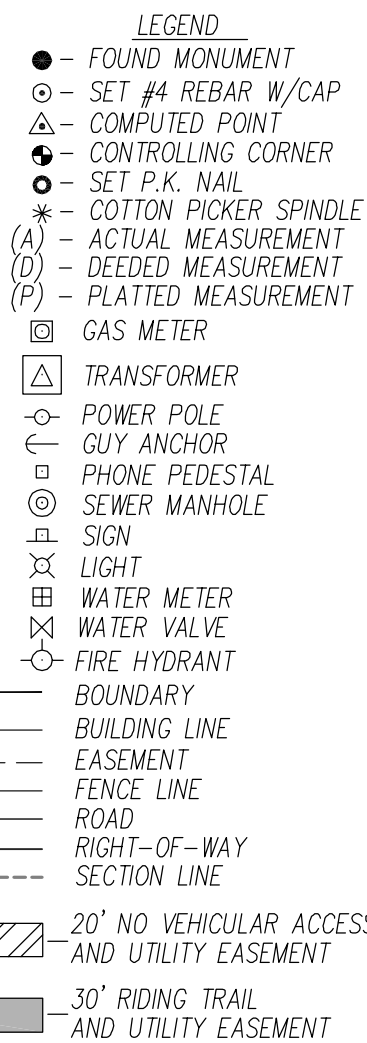 LEGEND
– FOUND MONUMENT
– SET #4 REBAR W/CAP
– COMPUTED POINT
– CONTROLLING CORNER
– SET P.K. NAIL
– COTTON PICKER SPINDLE
(A) – ACTUAL MEASUREMENT
(D) – DEEDED MEASUREMENT
(P) – PLATTED MEASUREMENT
GAS METER
TRANSFORMER
POWER POLE
GUY ANCHOR
PHONE PEDESTAL
SEWER MANHOLE
SIGN
LIGHT
WATER METER
WATER VALVE
FIRE HYDRANT
BOUNDARY
BUILDING LINE
EASEMENT
FENCE LINE
ROAD
RIGHT–OF–WAY
SECTION LINE
20' NO VEHICULAR ACCESS
AND UTILITY EASEMENT
30' RIDING TRAIL
AND UTILITY EASEMENT